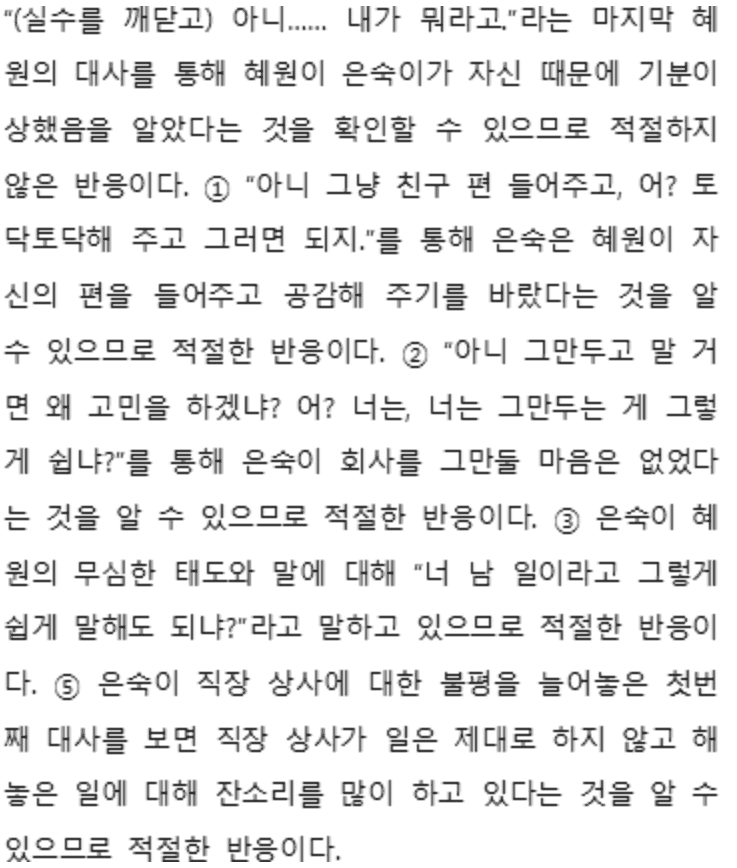 “(실수를 깨닫고) 아니…… 내가 뭐라고.”라는 마지막 혜
원의 대사를 통해 혜원이 은숙이가 자신 때문에 기분이
상했음을 알았다는 것을 확인할 수 있으므로 적절하지
않은 반응이다. ① “아니 그냥 친구 편 들어주고, 어? 토
닥토닥해 주고 그러면 되지.”를 통해 은숙은 혜원이 자
신의 편을 들어주고 공감해 주기를 바랐다는 것을 알
수 있으므로 적절한 반응이다. ② “아니 그만두고 말 거
면 왜 고민을 하겠냐? 어? 너는, 너는 그만두는 게 그렇
게 쉽냐?”를 통해 은숙이 회사를 그만둘 마음은 없었다
는 것을 알 수 있으므로 적절한 반응이다. ③ 은숙이 혜
원의 무심한 태도와 말에 대해 “너 남 일이라고 그렇게
쉽게 말해도 되냐?”라고 말하고 있으므로 적절한 반응이
다. ⑤ 은숙이 직장 상사에 대한 불평을 늘어놓은 첫번
째 대사를 보면 직장 상사가 일은 제대로 하지 않고 해
놓은 일에 대해 잔소리를 많이 하고 있다는 것을 알 수
있으므로 적절한 반응이다.